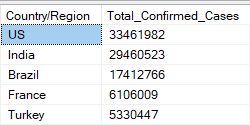 Country/Region Total_Confirmed_Cases
US 33461982
India 29460523
Brazil 17412766
France 6106009
Turkey 5330447